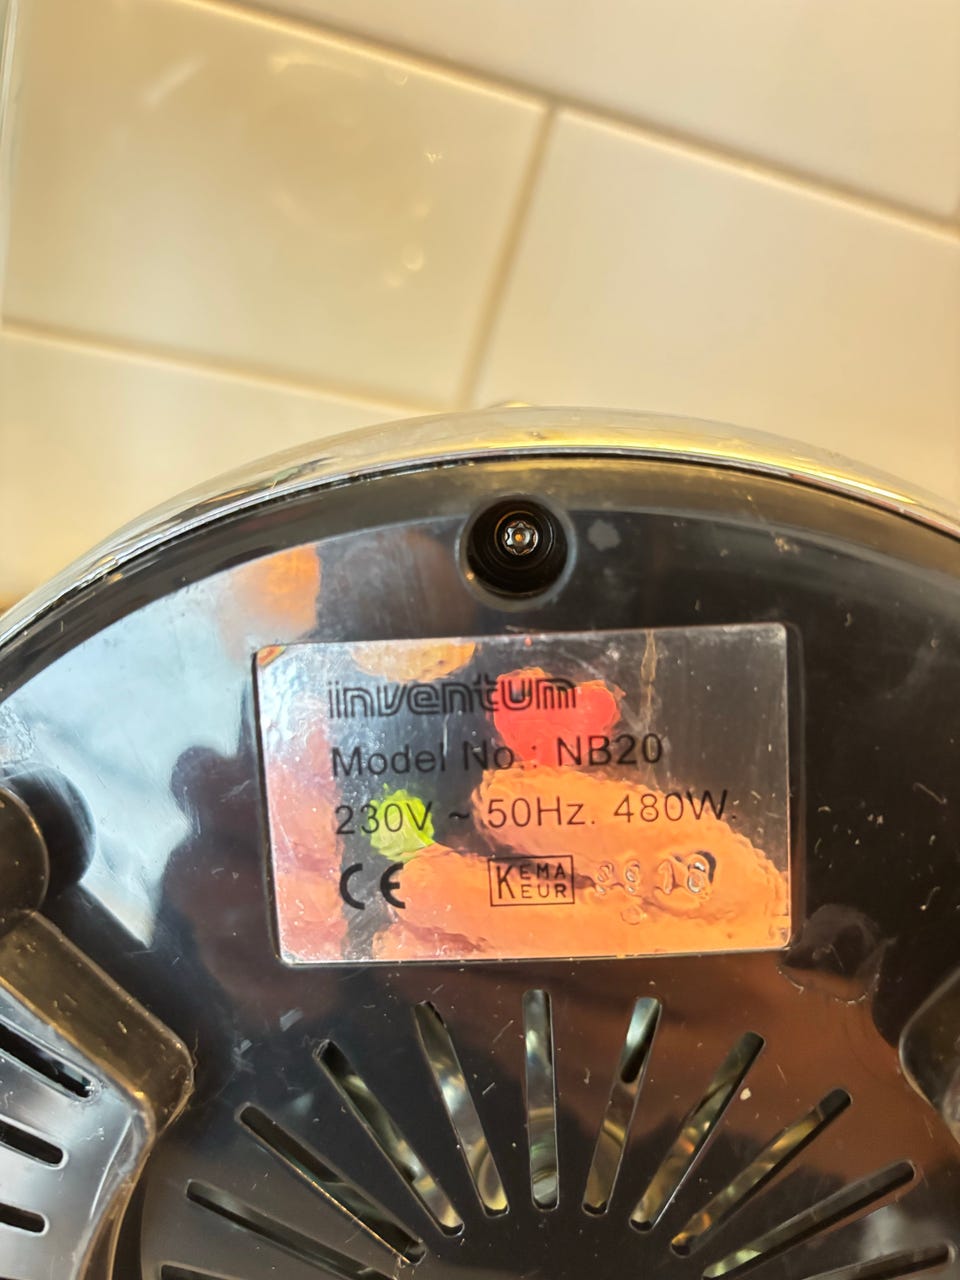 inventum
Model No.: NB20
230V ~ 50Hz. 480W.
CE KEMA KEUR